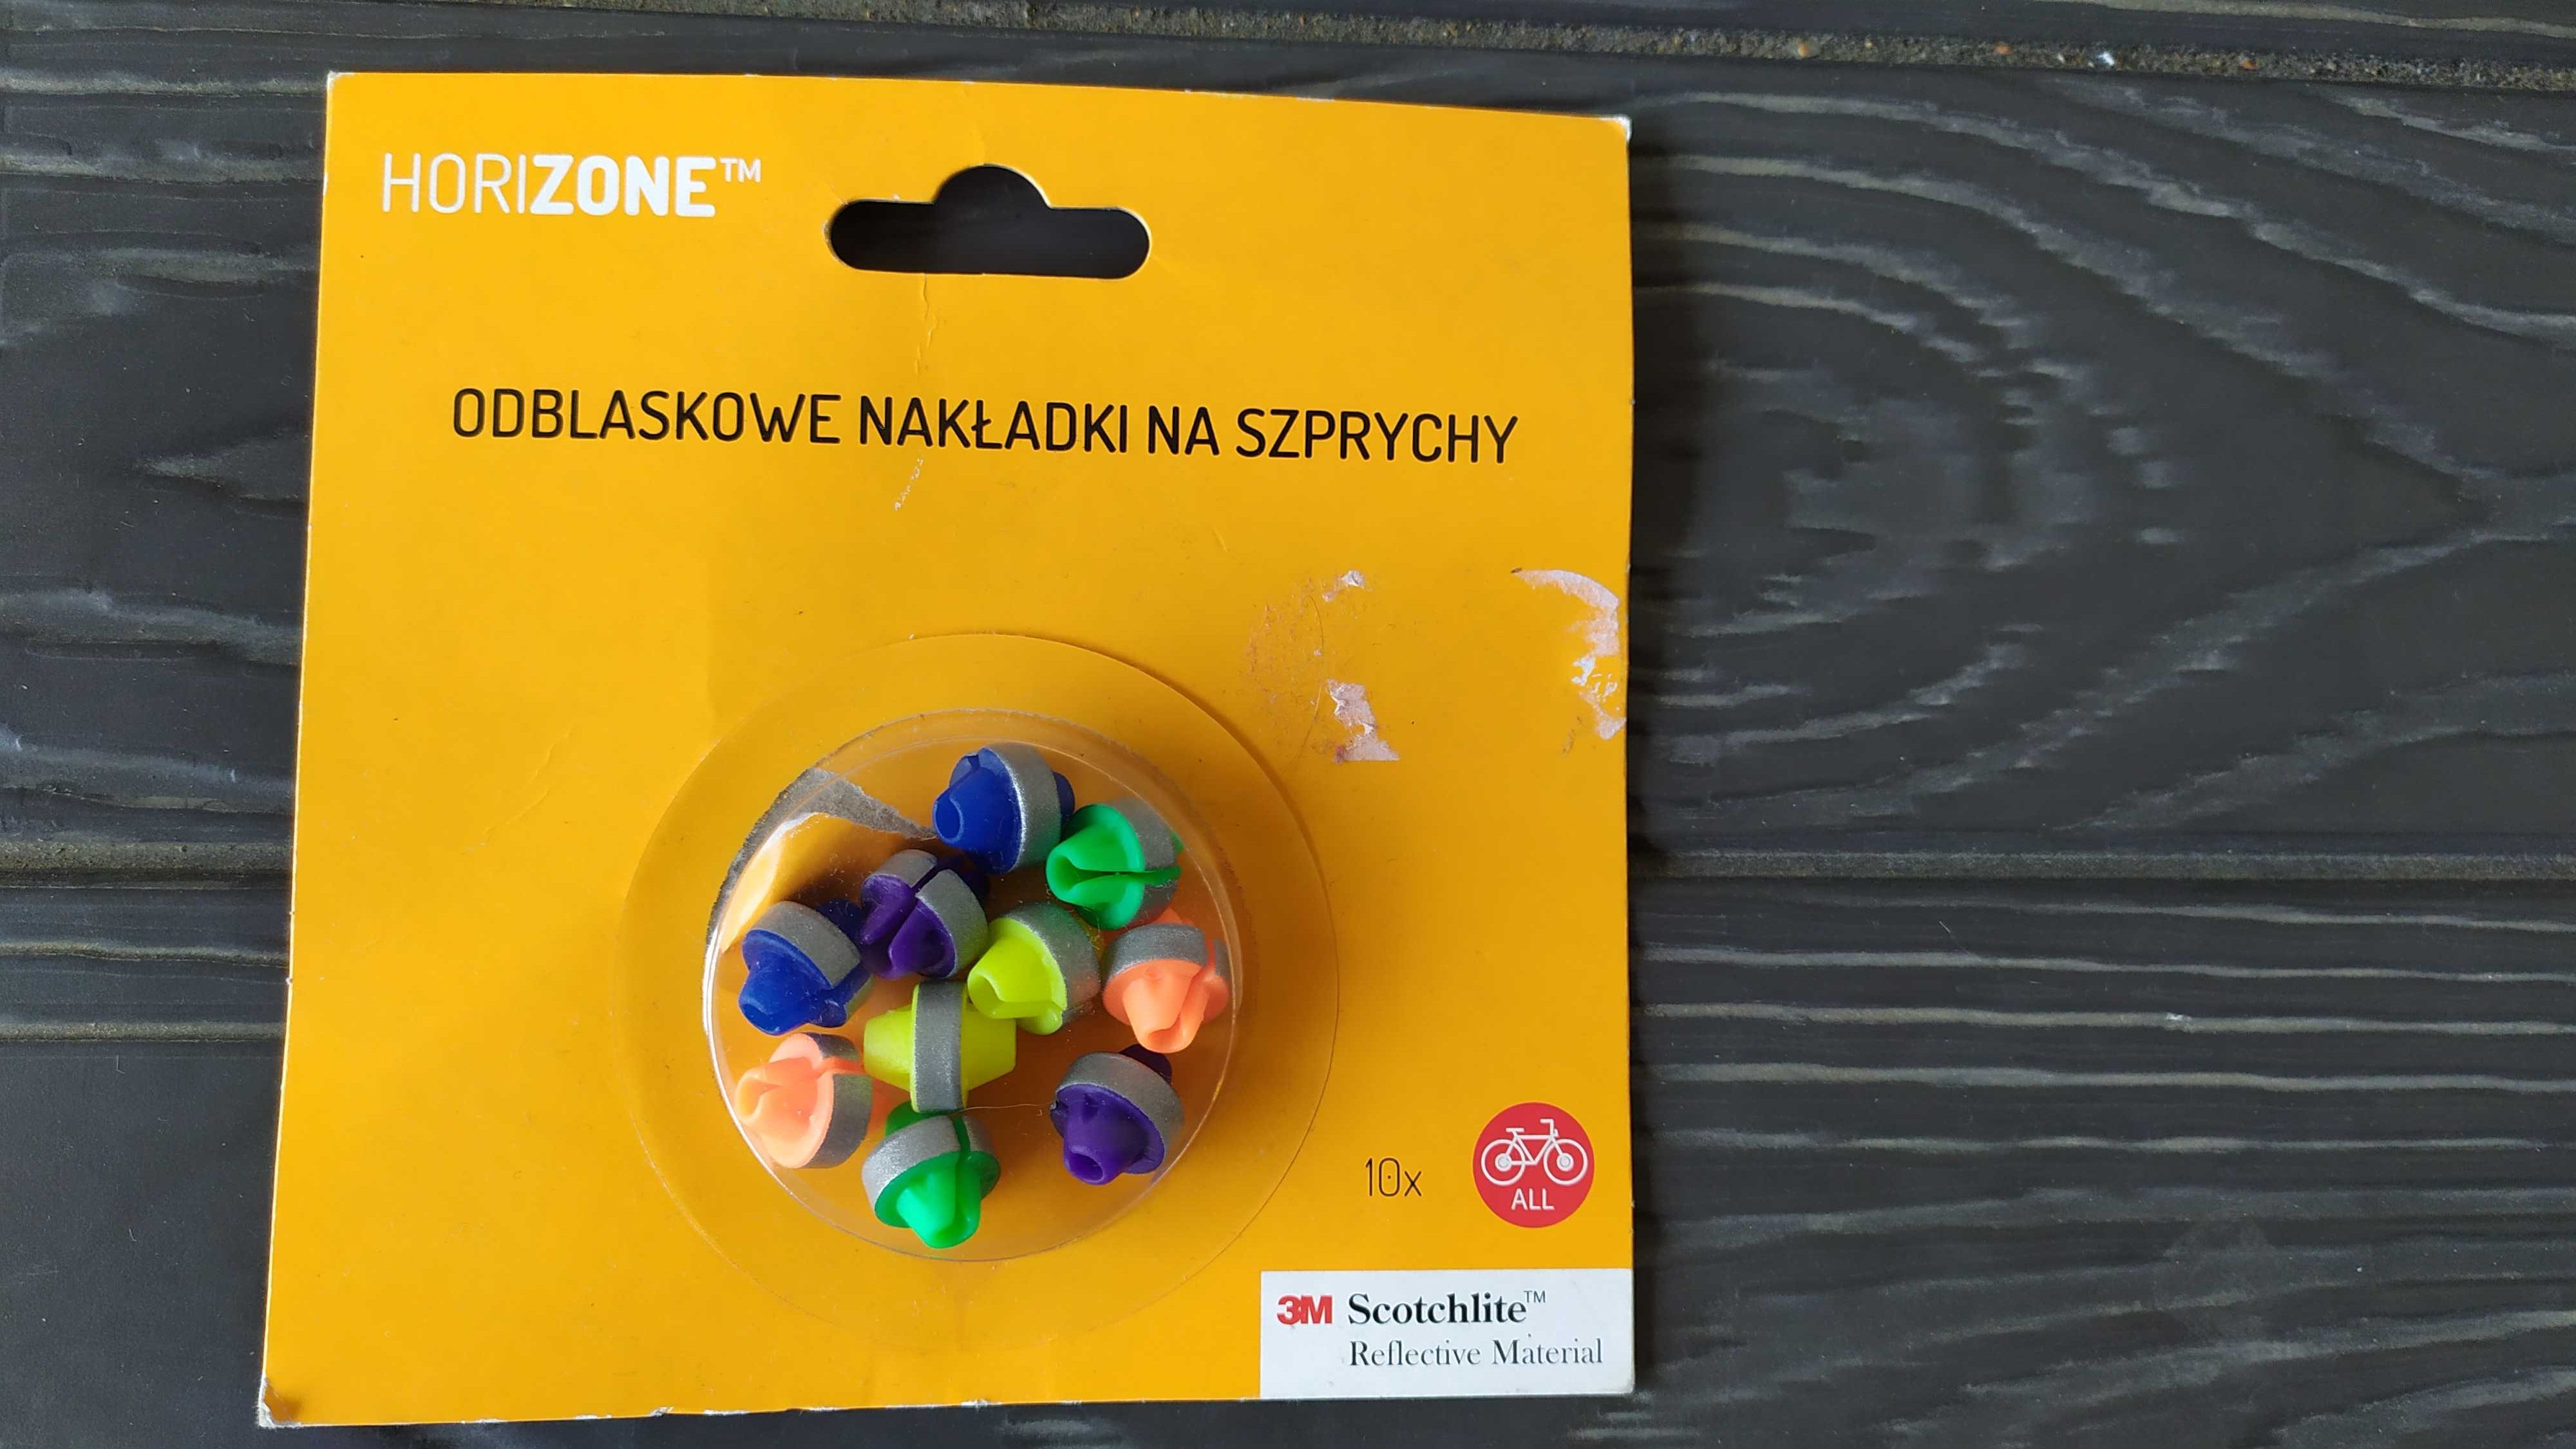 HORIZONE™
ODBLASKOWE NAKŁADKI NA SZPRYCHY
10x
ALL
3M Scotchlite™
Reflective Material